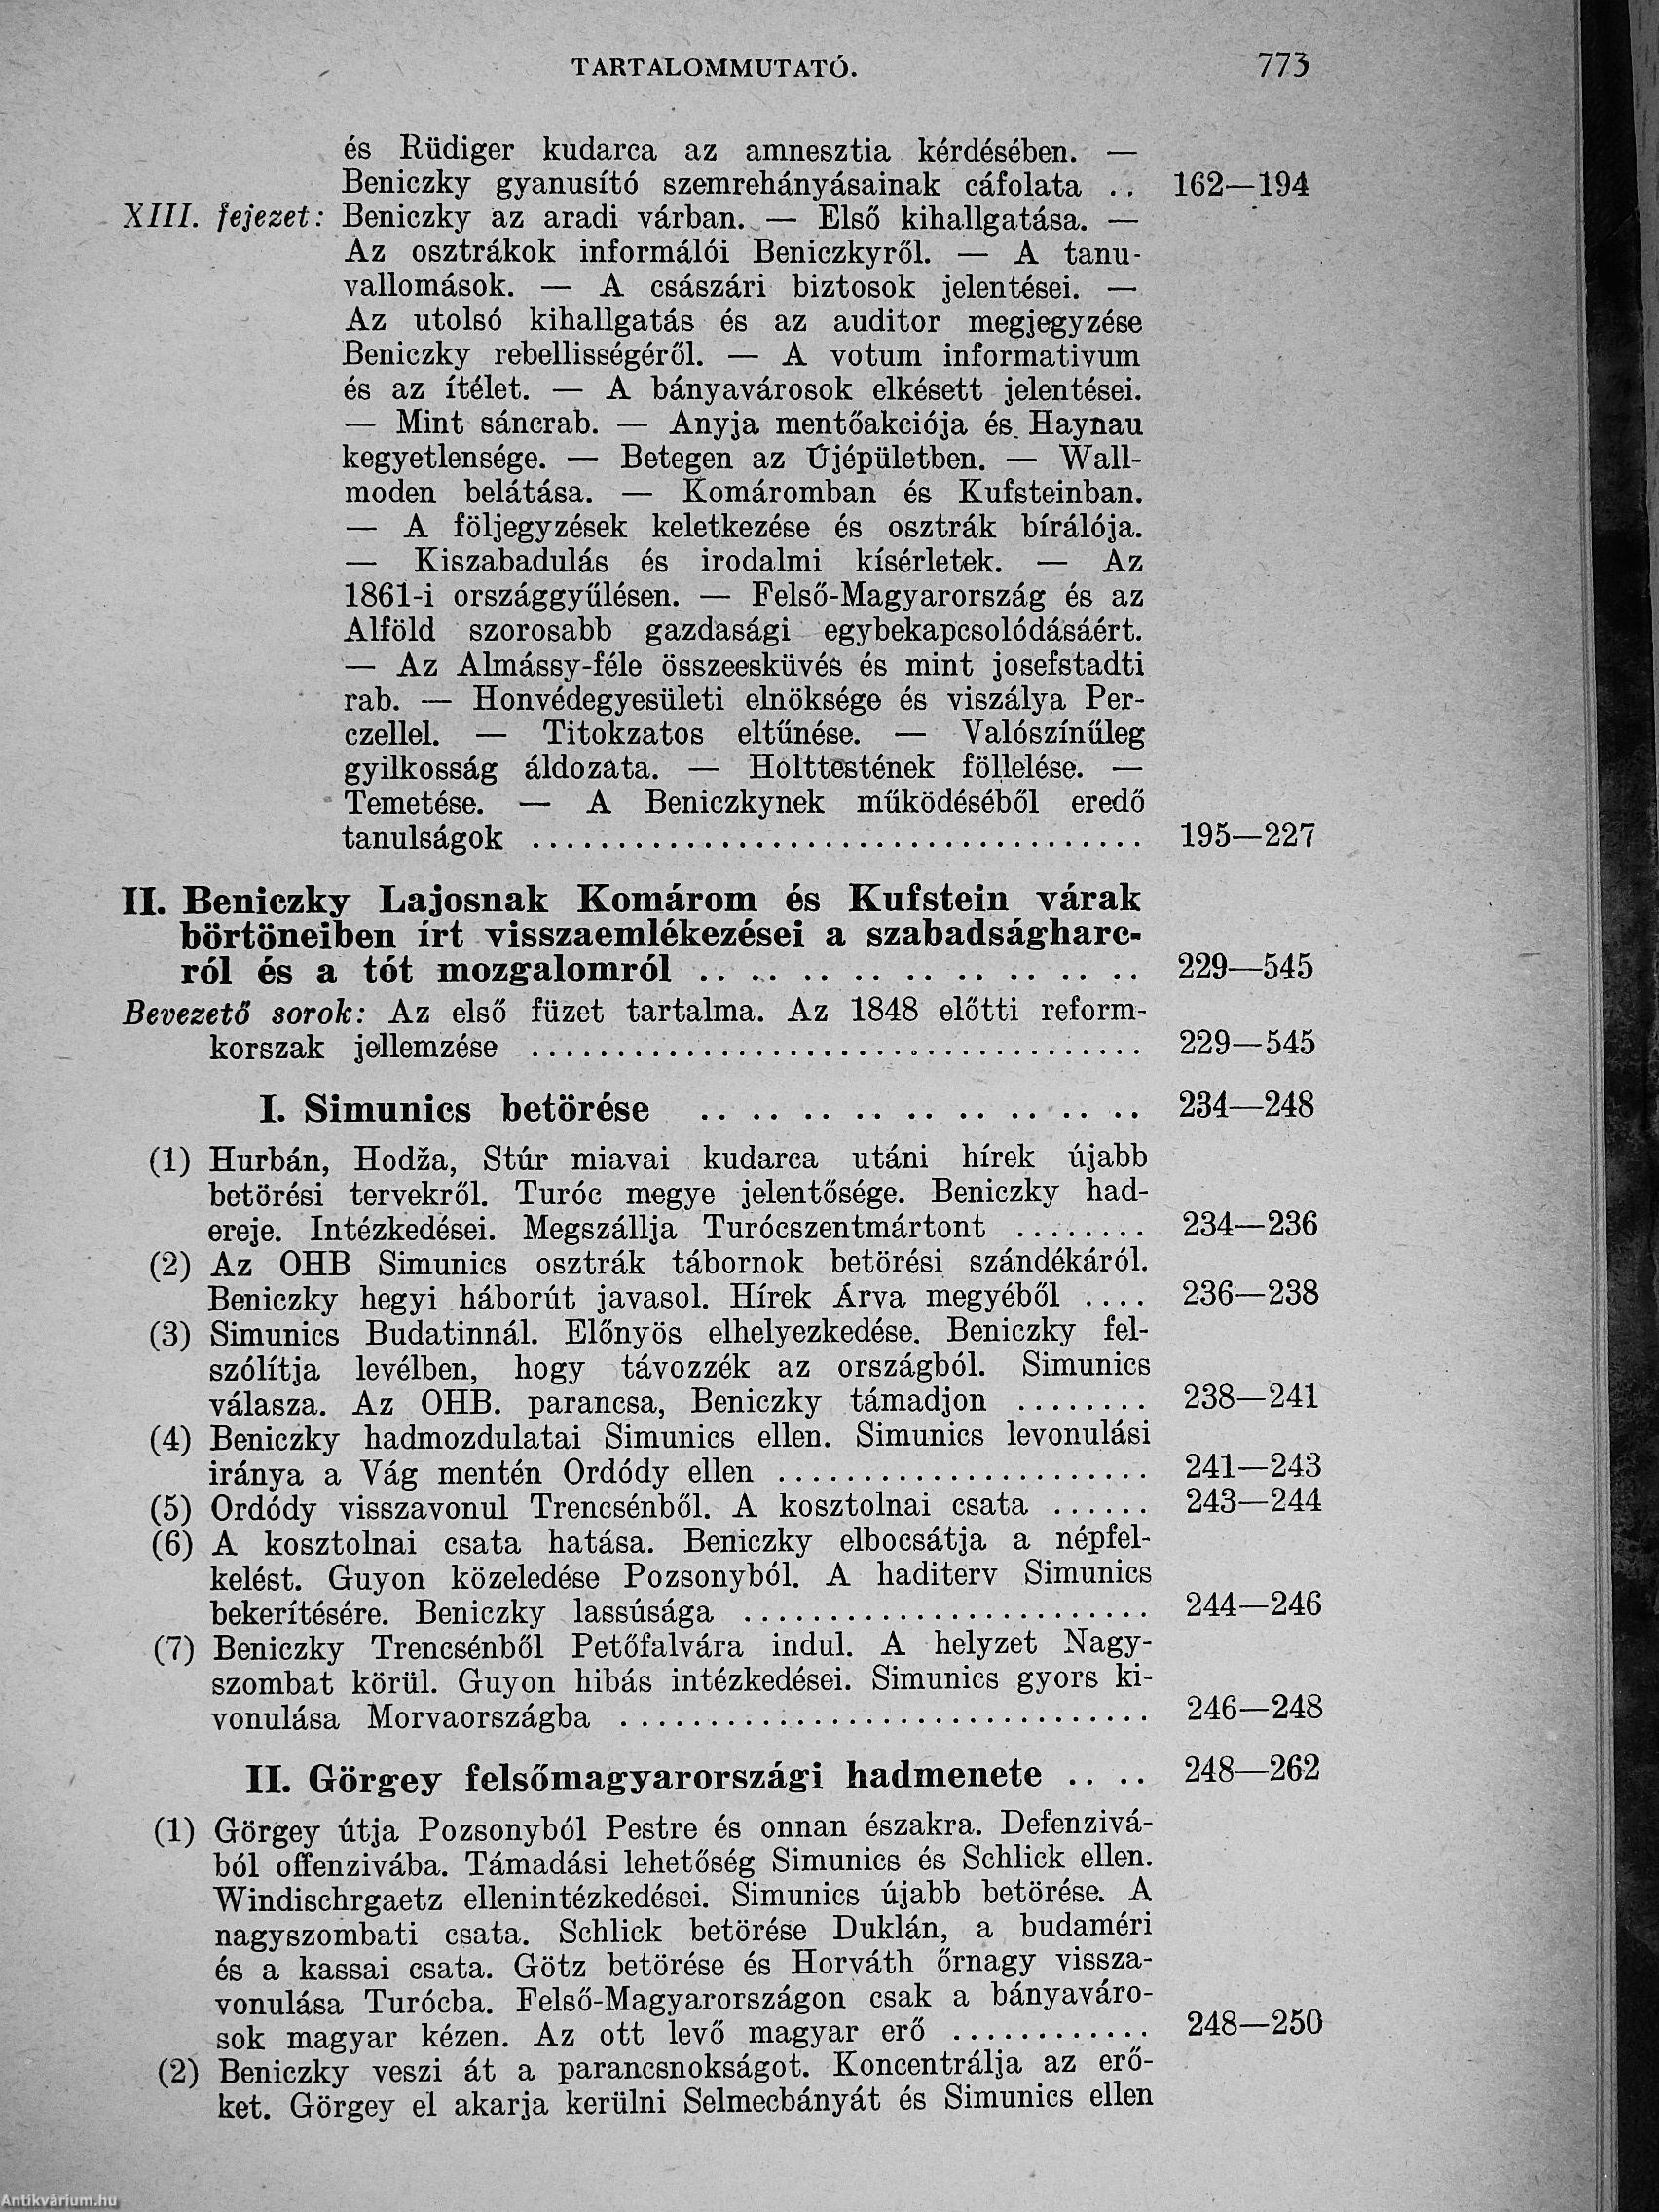 TARTALOMMUTATÓ. 773
és Rüdiger kudarca az amnesztia kérdésében. —
Beniczky gyanusító szemrehányásainak cáfolata .. 162—194
XIII. fejezet: Beniczky az aradi várban. — Első kihallgatása. —
Az osztrákok informálói Beniczkyről. — A tanu-
vallomások. — A császári biztosok jelentései. —
Az utolsó kihallgatás és az auditor megjegyzése
Beniczky rebellisségéről. — A votum informativum
és az ítélet. — A bányavárosok elkésett jelentései.
— Mint sáncrab. — Anyja mentőakciója és Haynau
kegyetlensége. — Betegen az Újépületben. — Wall-
moden belátása. — Komáromban és Kufsteinban.
— A följegyzések keletkezése és osztrák bírálója.
— Kiszabadulás és irodalmi kísérletek. — Az
1861-i országgyűlésen. — Felső-Magyarország és az
Alföld szorosabb gazdasági egybekapcsolódásáért.
— Az Almássy-féle összeesküvés és mint josefstadti
rab. — Honvédegyesületi elnöksége és viszálya Per-
czellel. — Titokzatos eltűnése. — Valószínűleg
gyilkosság áldozata. — Holttestének föllelése. —
Temetése. — A Beniczkynek működéséből eredő
tanulságok .................................... 195—227
II. Beniczky Lajosnak Komárom és Kufstein várak
börtöneiben írt visszaemlékezései a szabadságharc-
ról és a tót mozgalomról .. .. .. .. .. .. .. .. .. 229—545
Bevezető sorok: Az első füzet tartalma. Az 1848 előtti reform-
korszak jellemzése .................................... 229—545
I. Simunics betörése .. .. .. .. .. .. .. .. .. 234—248
(1) Hurbán, Hodža, Stúr miavai kudarca utáni hírek újabb
betörési tervekről. Turóc megye jelentősége. Beniczky had-
ereje. Intézkedései. Megszállja Turócszentmártont ........ 234—236
(2) Az OHB Simunics osztrák tábornok betörési szándékáról.
Beniczky hegyi háborút javasol. Hírek Árva megyéből .... 236—238
(3) Simunics Budatinnál. Előnyös elhelyezkedése. Beniczky fel-
szólítja levélben, hogy távozzék az országból. Simunics
válasza. Az OHB. parancsa, Beniczky támadjon ........ 238—241
(4) Beniczky hadmozdulatai Simunics ellen. Simunics levonulási
iránya a Vág mentén Ordódy ellen ...................... 241—243
(5) Ordódy visszavonul Trencsénből. A kosztolnai csata ...... 243—244
(6) A kosztolnai csata hatása. Beniczky elbocsátja a népfel-
kelést. Guyon közeledése Pozsonyból. A haditerv Simunics
bekerítésére. Beniczky lassúsága ........................ 244—246
(7) Beniczky Trencsénből Petőfalvára indul. A helyzet Nagy-
szombat körül. Guyon hibás intézkedései. Simunics gyors ki-
vonulása Morvaországba ............................... 246—248
II. Görgey felsőmagyarországi hadmenete .. .. 248—262
(1) Görgey útja Pozsonyból Pestre és onnan északra. Defenzivá-
ból offenzivába. Támadási lehetőség Simunics és Schlick ellen.
Windischrgaetz ellenintézkedései. Simunics újabb betörése. A
nagyszombati csata. Schlick betörése Duklán, a budaméri
és a kassai csata. Götz betörése és Horváth őrnagy vissza-
vonulása Turócba. Felső-Magyarországon csak a bányaváro-
sok magyar kézen. Az ott levő magyar erő ............ 248—250
(2) Beniczky veszi át a parancsnokságot. Koncentrálja az erő-
ket. Görgey el akarja kerülni Selmecbányát és Simunics ellen
Antikvárium.hu